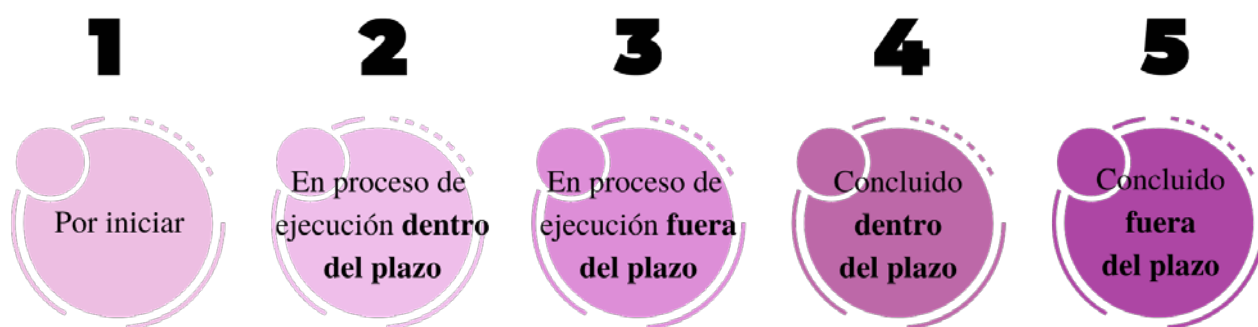 1
Por iniciar
2
En proceso de
ejecución dentro
del plazo
3
En proceso de
ejecución fuera
del plazo
4
Concluido
dentro
del plazo
5
Concluido
fuera
del plazo